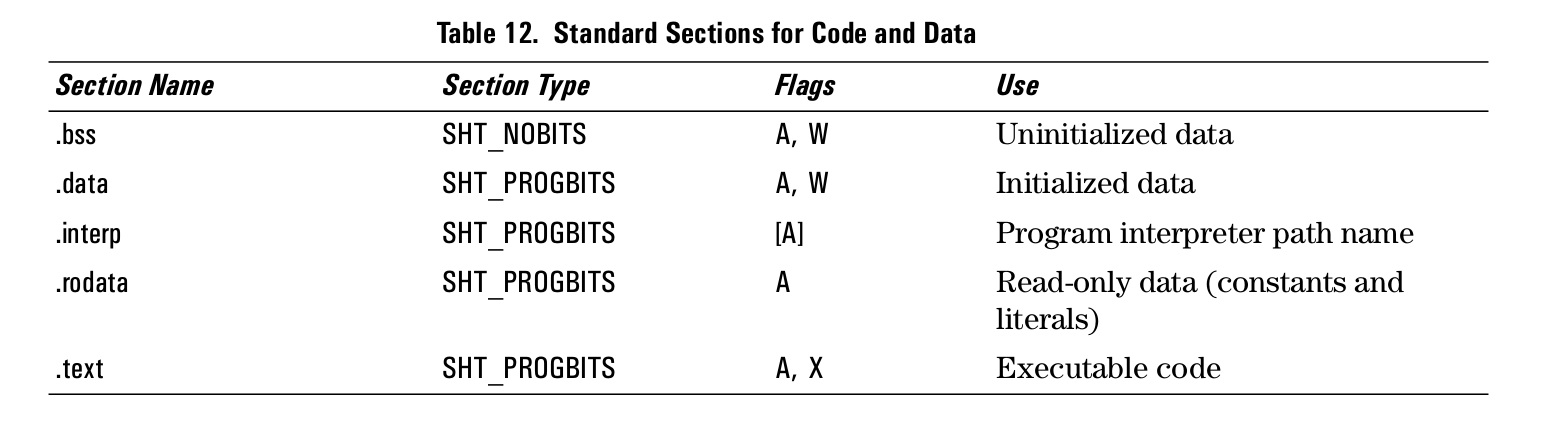 Table 12. Standard Sections for Code and Data
Section Name Section Type Flags Use
.bss SHT_NOBITS A, W Uninitialized data
.data SHT_PROGBITS A, W Initialized data
.interp SHT_PROGBITS [A] Program interpreter path name
.rodata SHT_PROGBITS A Read-only data (constants and
literals)
.text SHT_PROGBITS A, X Executable code